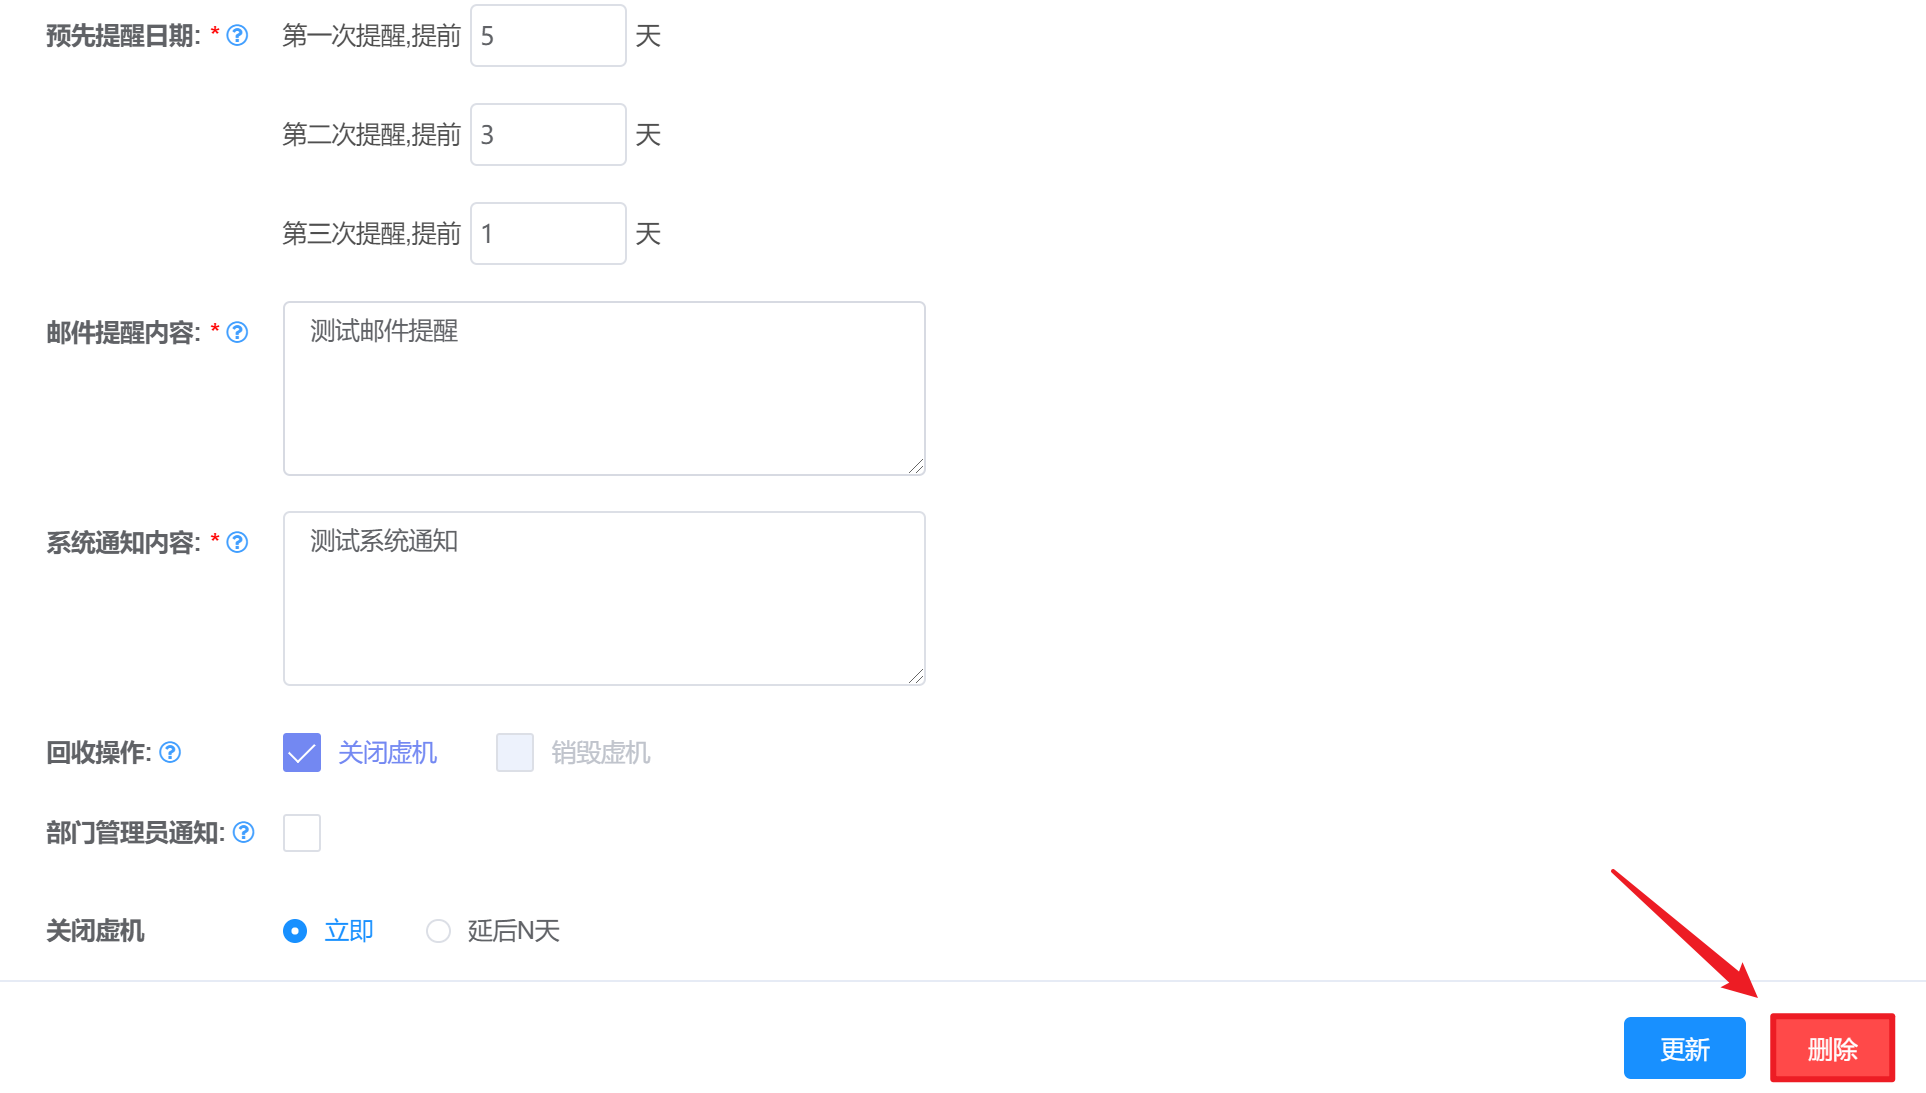 预先提醒日期: * ? 第一次提醒,提前 5 天
第二次提醒,提前 3 天
第三次提醒,提前 1 天
邮件提醒内容: * ? 测试邮件提醒
系统通知内容: * ? 测试系统通知
回收操作: ? 关闭虚机 销毁虚机
部门管理员通知: ?
关闭虚机 立即 延后N天
更新 删除